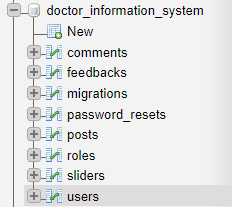 doctor_information_system
New
comments
feedbacks
migrations
password_resets
posts
roles
sliders
users